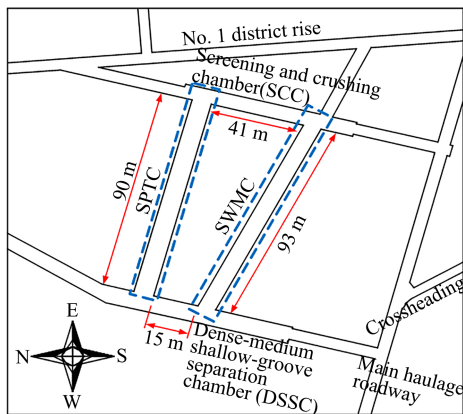 No. 1 district rise
Screening and crushing
chamber(SCC)
41 m
90 m
SPTC
SWMC
93 m
Crossheading
15 m
Dense-medium
shallow-groove
separation
chamber (DSSC)
Main haulage
roadway
E
N
S
W